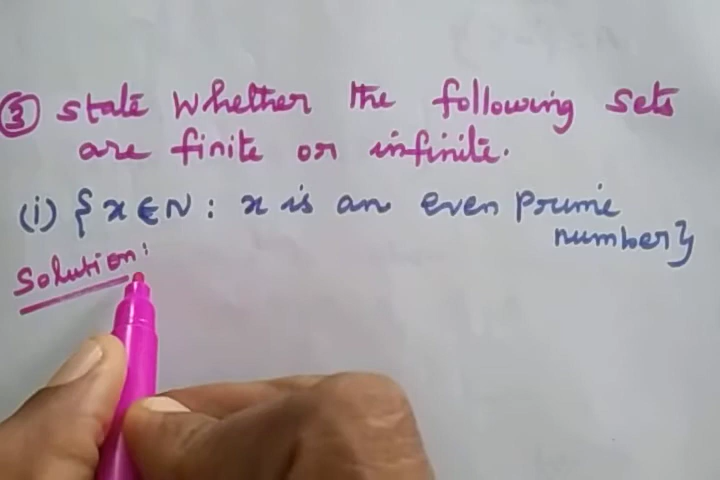 ③ State whether the following sets
are finite or infinite.
(i) {x ∈ N : x is an even prime
number}
Solution: